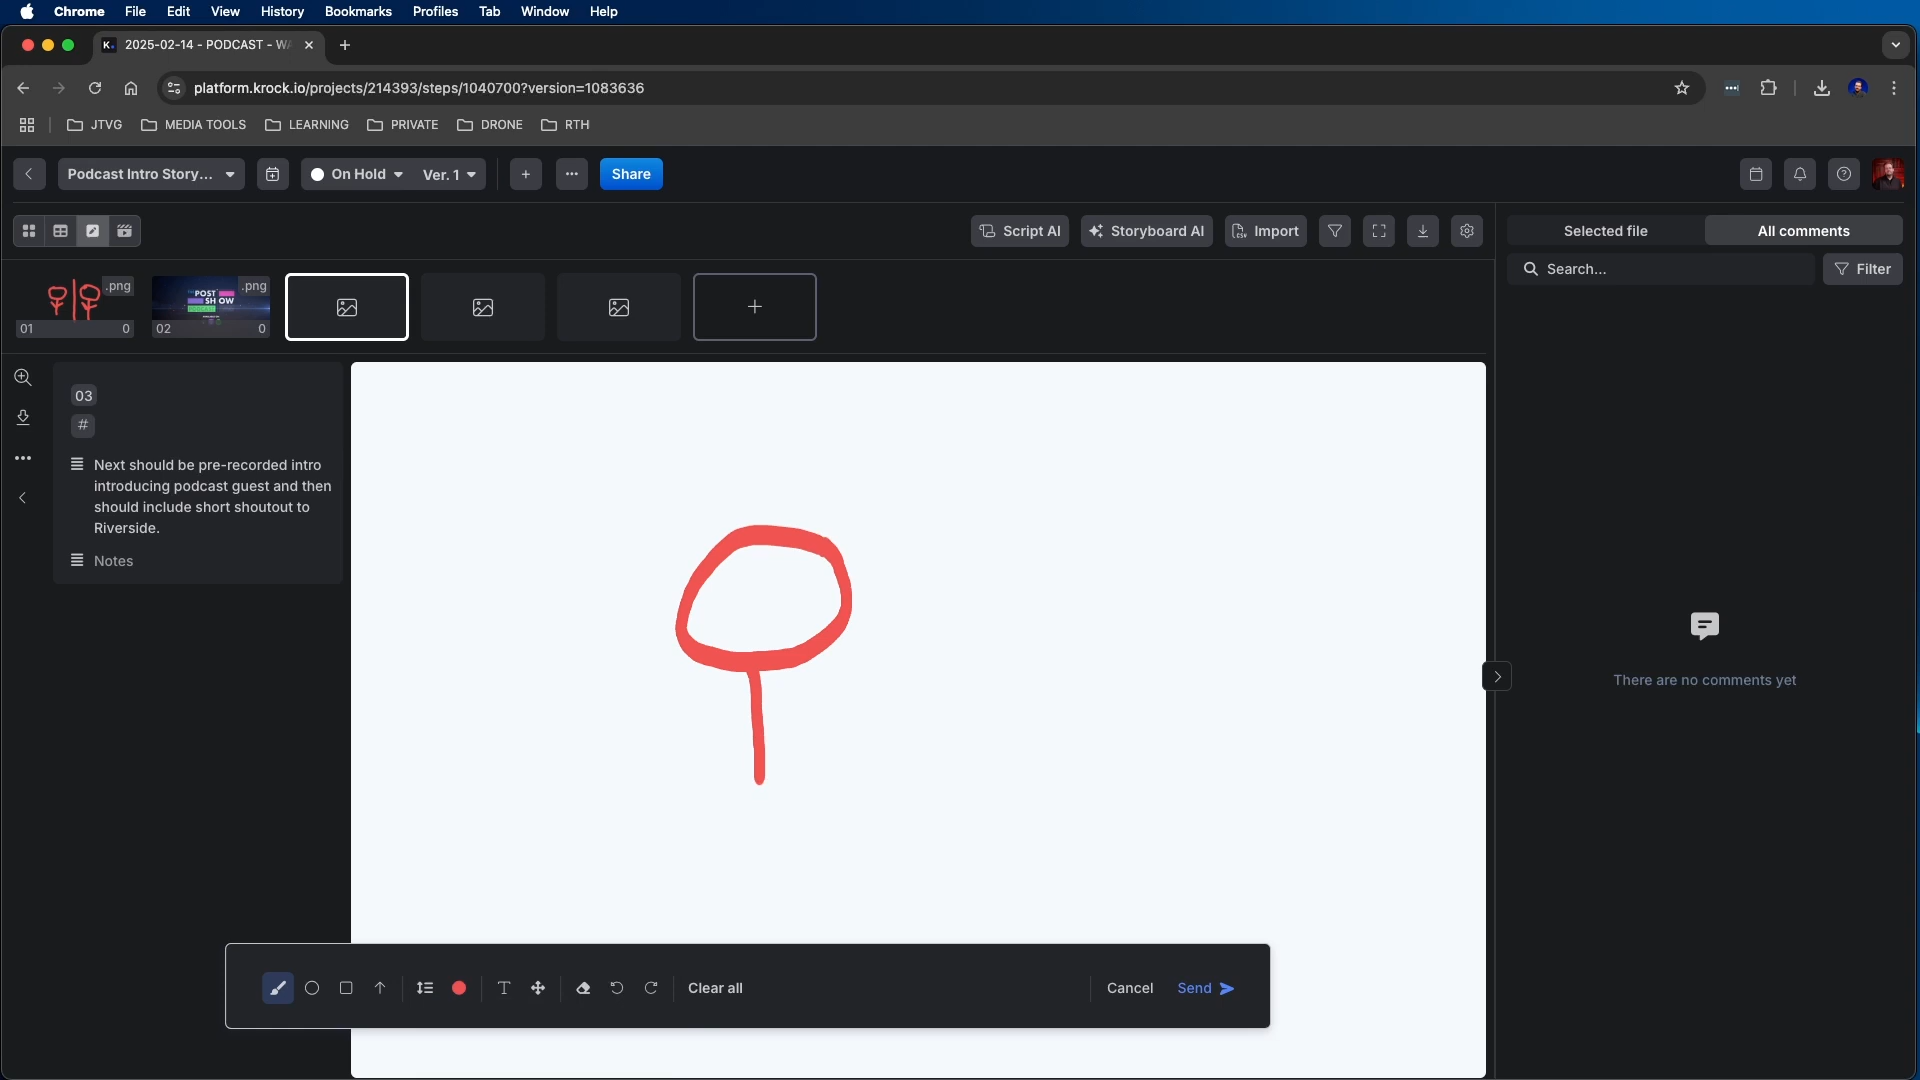 Chrome File Edit View History Bookmarks Profiles Tab Window Help
K. 2025-02-14 - PODCAST - W
platform.krock.io/projects/214393/steps/1040700?version=1083636
JTVG MEDIA TOOLS LEARNING PRIVATE DRONE RTH
Podcast Intro Story... On Hold Ver. 1 Share
Script AI Storyboard AI Import
Selected file All comments
Search... Filter
.png
01 0
POST
SHOW
PODCAST
.png
02 0
03
#
Next should be pre-recorded intro
introducing podcast guest and then
should include short shoutout to
Riverside.
Notes
There are no comments yet
T Clear all Cancel Send